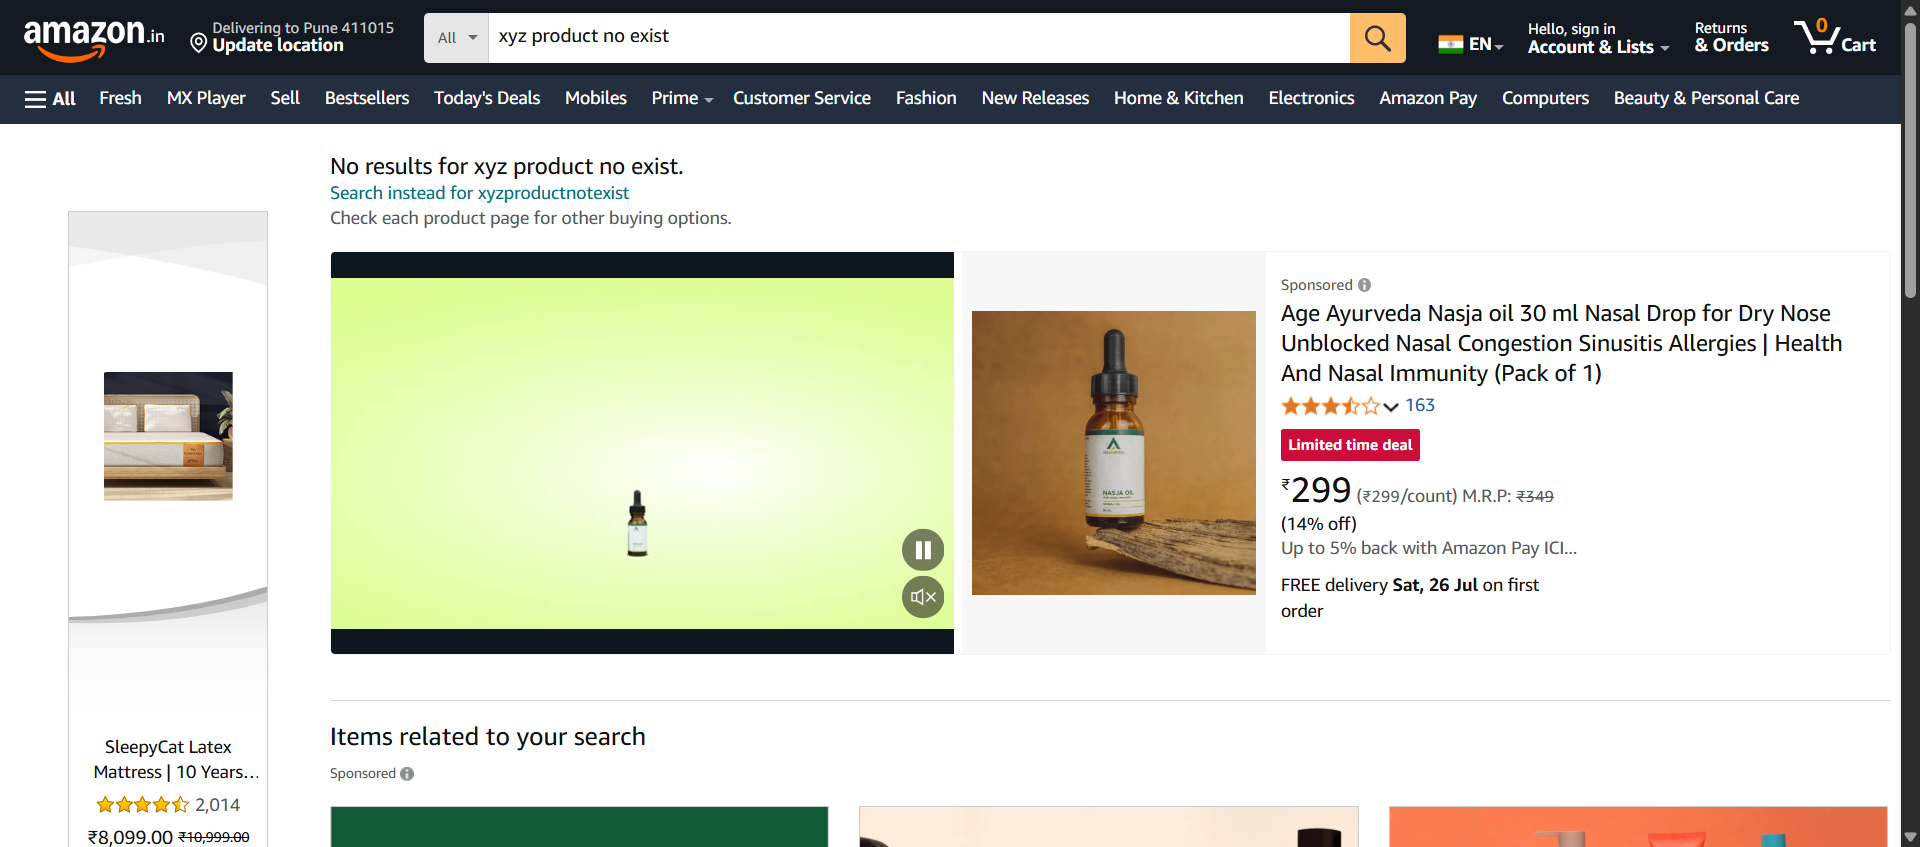 amazon.in
Delivering to Pune 411015
Update location
All
xyz product no exist
EN
Hello, sign in
Account & Lists
Returns
& Orders
0
Cart
All
Fresh
MX Player
Sell
Bestsellers
Today's Deals
Mobiles
Prime
Customer Service
Fashion
New Releases
Home & Kitchen
Electronics
Amazon Pay
Computers
Beauty & Personal Care
No results for xyz product no exist.
Search instead for xyzproductnotexist
Check each product page for other buying options.
Sponsored
Age Ayurveda Nasja oil 30 ml Nasal Drop for Dry Nose
Unblocked Nasal Congestion Sinusitis Allergies | Health
And Nasal Immunity (Pack of 1)
163
Limited time deal
₹299 (₹299/count) M.R.P: ₹349
(14% off)
Up to 5% back with Amazon Pay ICI...
FREE delivery Sat, 26 Jul on first
order
NASJA OIL
SleepyCat Latex
Mattress | 10 Years...
2,014
₹8,099.00 ₹10,999.00
Items related to your search
Sponsored